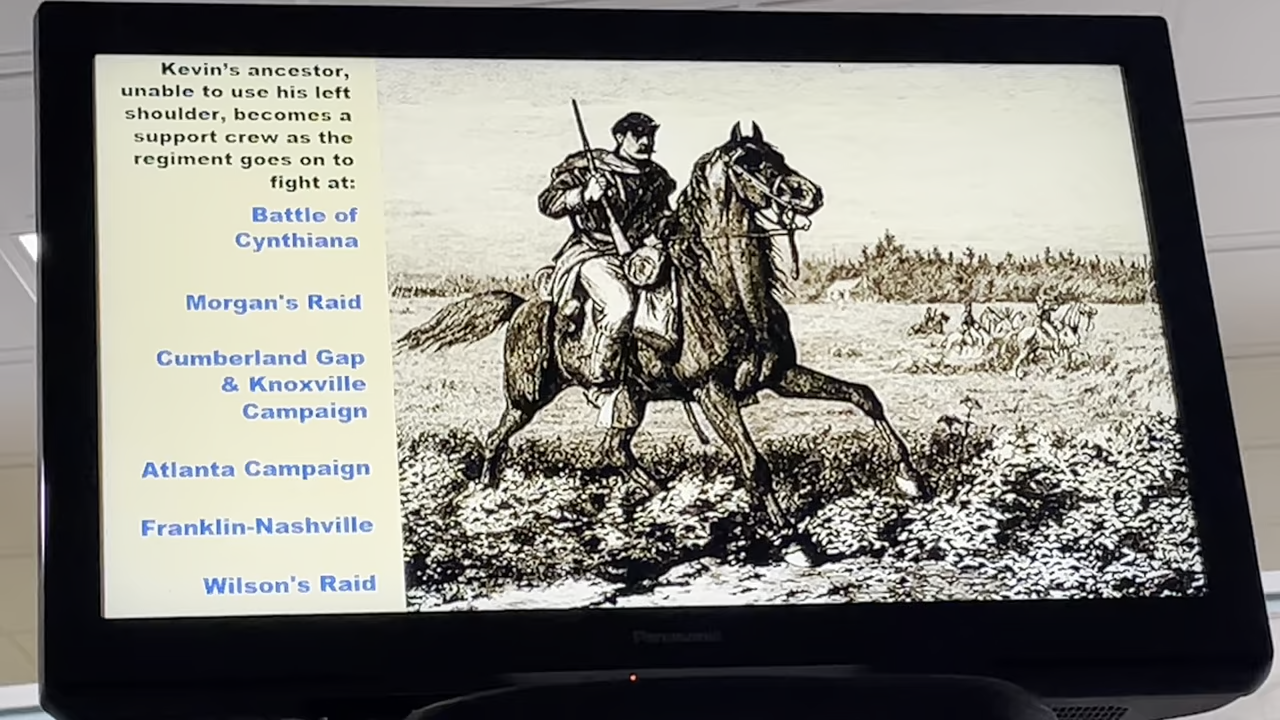 Kevin's ancestor,
unable to use his left
shoulder, becomes a
support crew as the
regiment goes on to
fight at:
Battle of
Cynthiana
Morgan's Raid
Cumberland Gap
& Knoxville
Campaign
Atlanta Campaign
Franklin-Nashville
Wilson's Raid
Panasonic